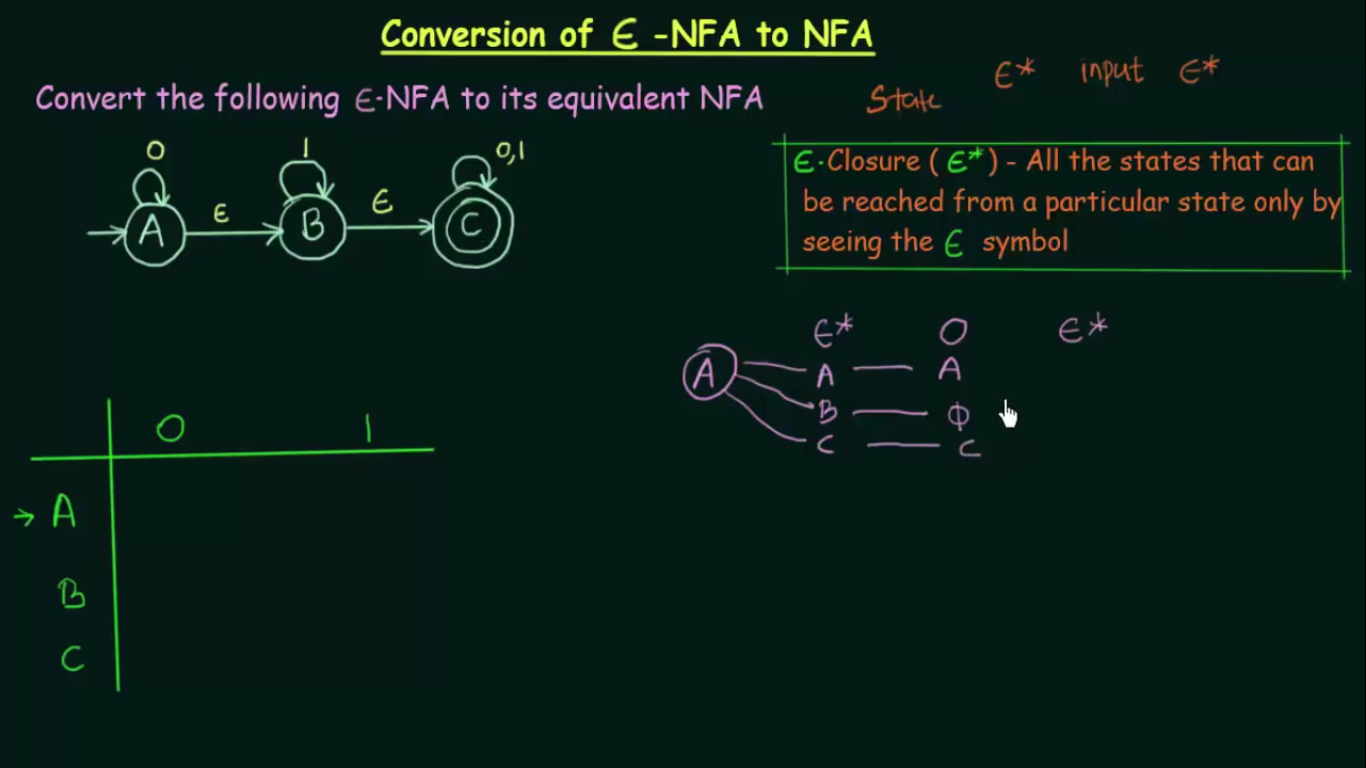 Conversion of ϵ -NFA to NFA
Convert the following ϵ-NFA to its equivalent NFA
State ϵ* input ϵ*
ϵ-Closure ( ϵ* ) - All the states that can
be reached from a particular state only by
seeing the ϵ symbol
0 1 0,1
A ϵ B ϵ C
ϵ* 0 ϵ*
A A A
B Φ
C C
0 1
→ A
B
C